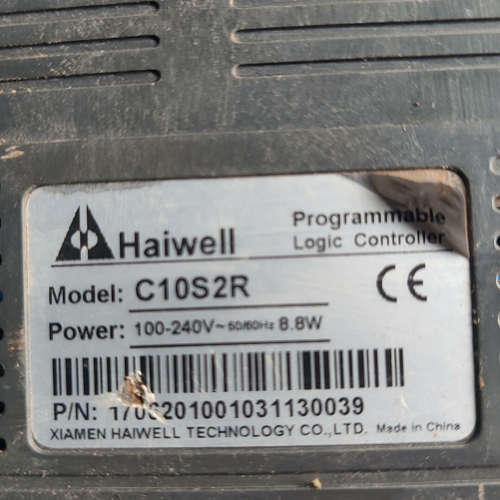 Haiwell
Programmable
Logic Controller
Model: C10S2R
CE
Power: 100-240V~ 50/60Hz 8.8W
P/N:
XIAMEN HAIWELL TECHNOLOGY CO.,LTD. Made in China